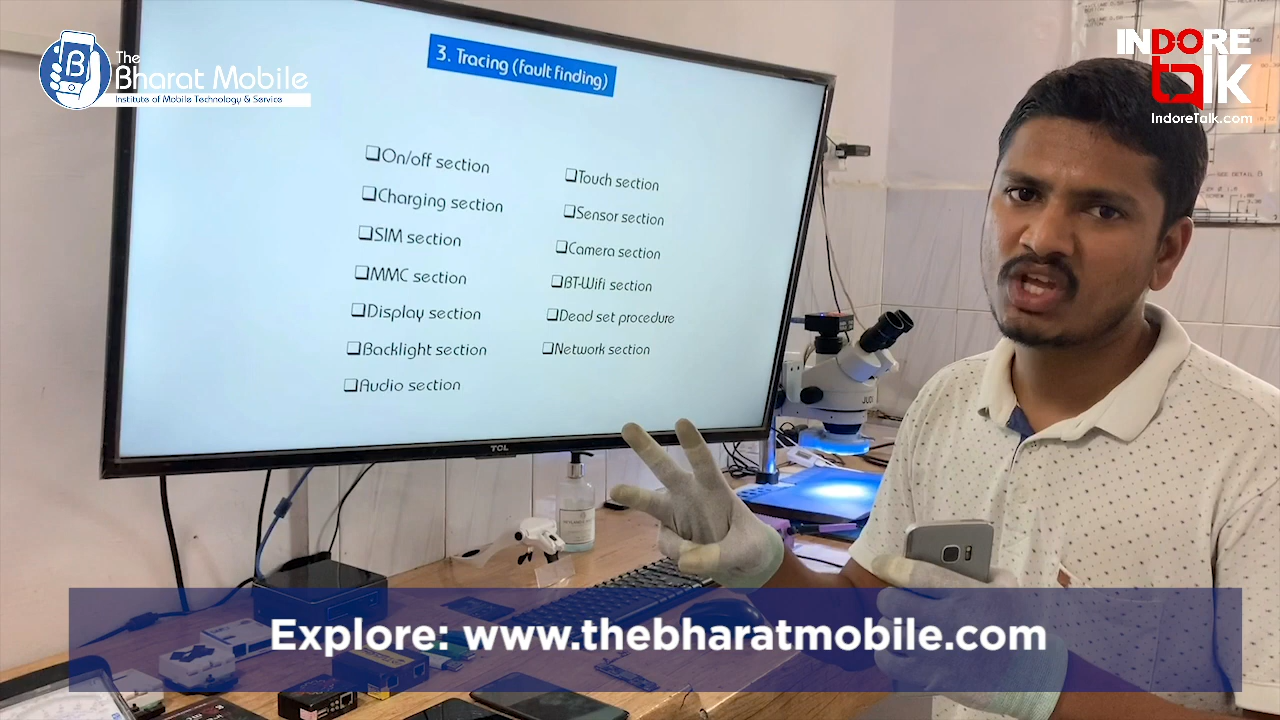 The
Bharat Mobile
Institute of Mobile Technology & Service
INDORE
talk
IndoreTalk.com
3. Tracing (fault finding)
On/off section
Charging section
SIM section
MMC section
Display section
Backlight section
Audio section
Touch section
Sensor section
Camera section
BT-Wifi section
Dead set procedure
Network section
TCL
Explore: www.thebharatmobile.com